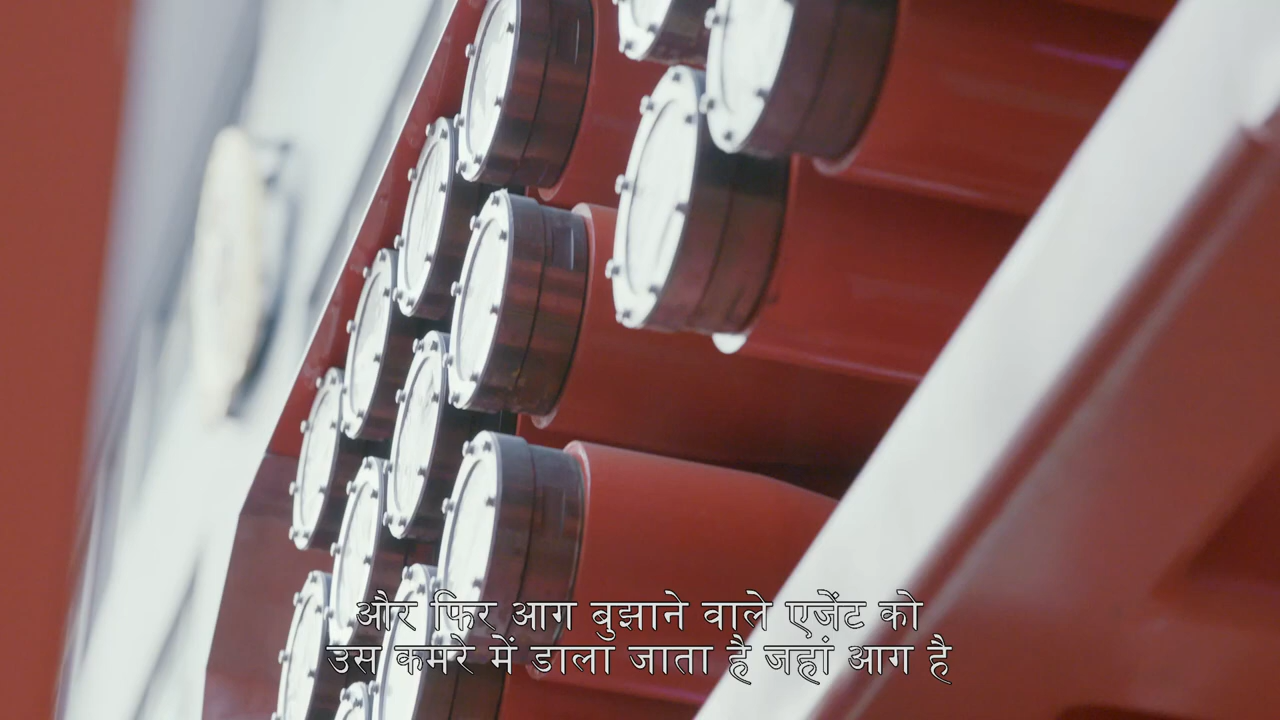 और फिर आग बुझाने वाले एजेंट को
उस कमरे में डाला जाता है जहां आग है